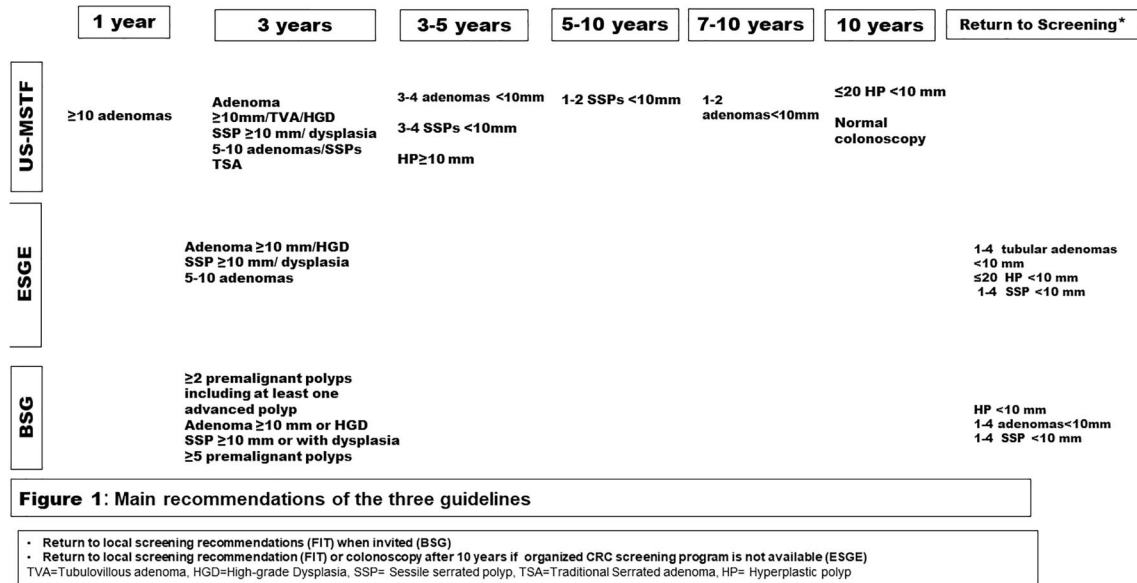 1 year
3 years
3-5 years
5-10 years
7-10 years
10 years
Return to Screening*
US-MSTF
≥10 adenomas
Adenoma
≥10mm/TVA/HGD
SSP ≥10 mm/ dysplasia
5-10 adenomas/SSPs
TSA
3-4 adenomas <10mm
3-4 SSPs <10mm
HP≥10 mm
1-2 SSPs <10mm
1-2
adenomas<10mm
≤20 HP <10 mm
Normal
colonoscopy
ESGE
Adenoma ≥10 mm/HGD
SSP ≥10 mm/ dysplasia
5-10 adenomas
1-4 tubular adenomas
<10 mm
≤20 HP <10 mm
1-4 SSP <10 mm
BSG
≥2 premalignant polyps
including at least one
advanced polyp
Adenoma ≥10 mm or HGD
SSP ≥10 mm or with dysplasia
≥5 premalignant polyps
HP <10 mm
1-4 adenomas<10mm
1-4 SSP <10 mm
Figure 1: Main recommendations of the three guidelines
• Return to local screening recommendations (FIT) when invited (BSG)
• Return to local screening recommendation (FIT) or colonoscopy after 10 years if organized CRC screening program is not available (ESGE)
TVA=Tubulovillous adenoma, HGD=High-grade Dysplasia, SSP= Sessile serrated polyp, TSA=Traditional Serrated adenoma, HP= Hyperplastic polyp